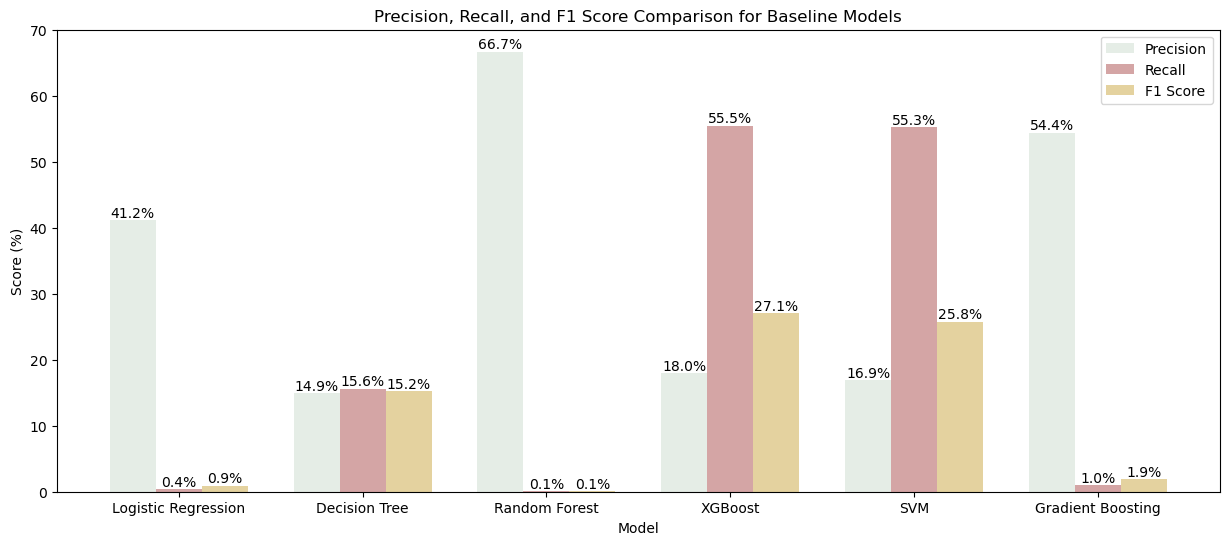 Precision, Recall, and F1 Score Comparison for Baseline Models
Score (%)
70
60
50
40
30
20
10
0
Precision
Recall
F1 Score
41.2%
0.4%
0.9%
14.9%
15.6%
15.2%
66.7%
0.1%
0.1%
18.0%
55.5%
27.1%
16.9%
55.3%
25.8%
54.4%
1.0%
1.9%
Logistic Regression
Decision Tree
Random Forest
XGBoost
SVM
Gradient Boosting
Model